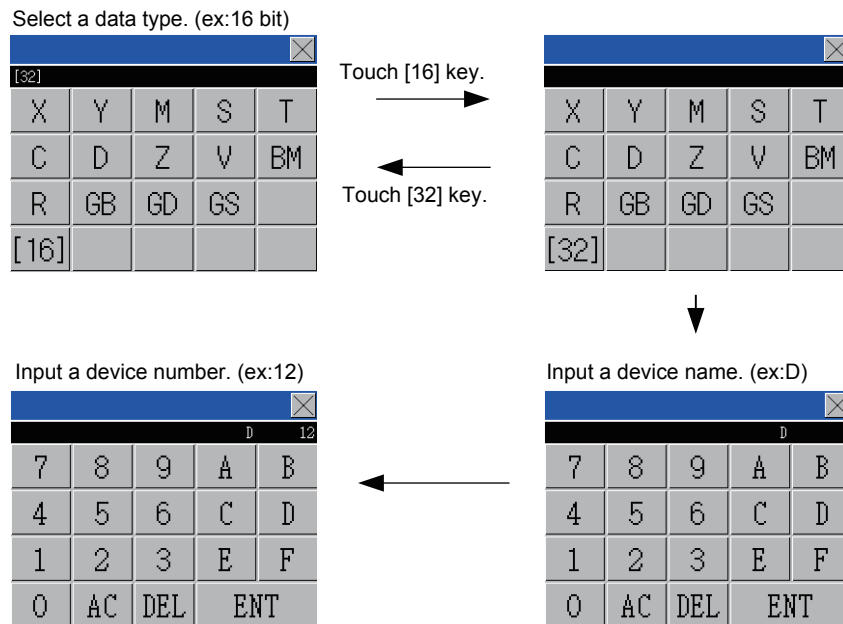 Select a data type. (ex:16 bit)
[32]
X Y M S T
C D Z V BM
R GB GD GS
[16]
Touch [16] key.
Touch [32] key.
X Y M S T
C D Z V BM
R GB GD GS
[32]
Input a device number. (ex:12)
D 12
7 8 9 A B
4 5 6 C D
1 2 3 E F
0 AC DEL ENT
Input a device name. (ex:D)
D
7 8 9 A B
4 5 6 C D
1 2 3 E F
0 AC DEL ENT